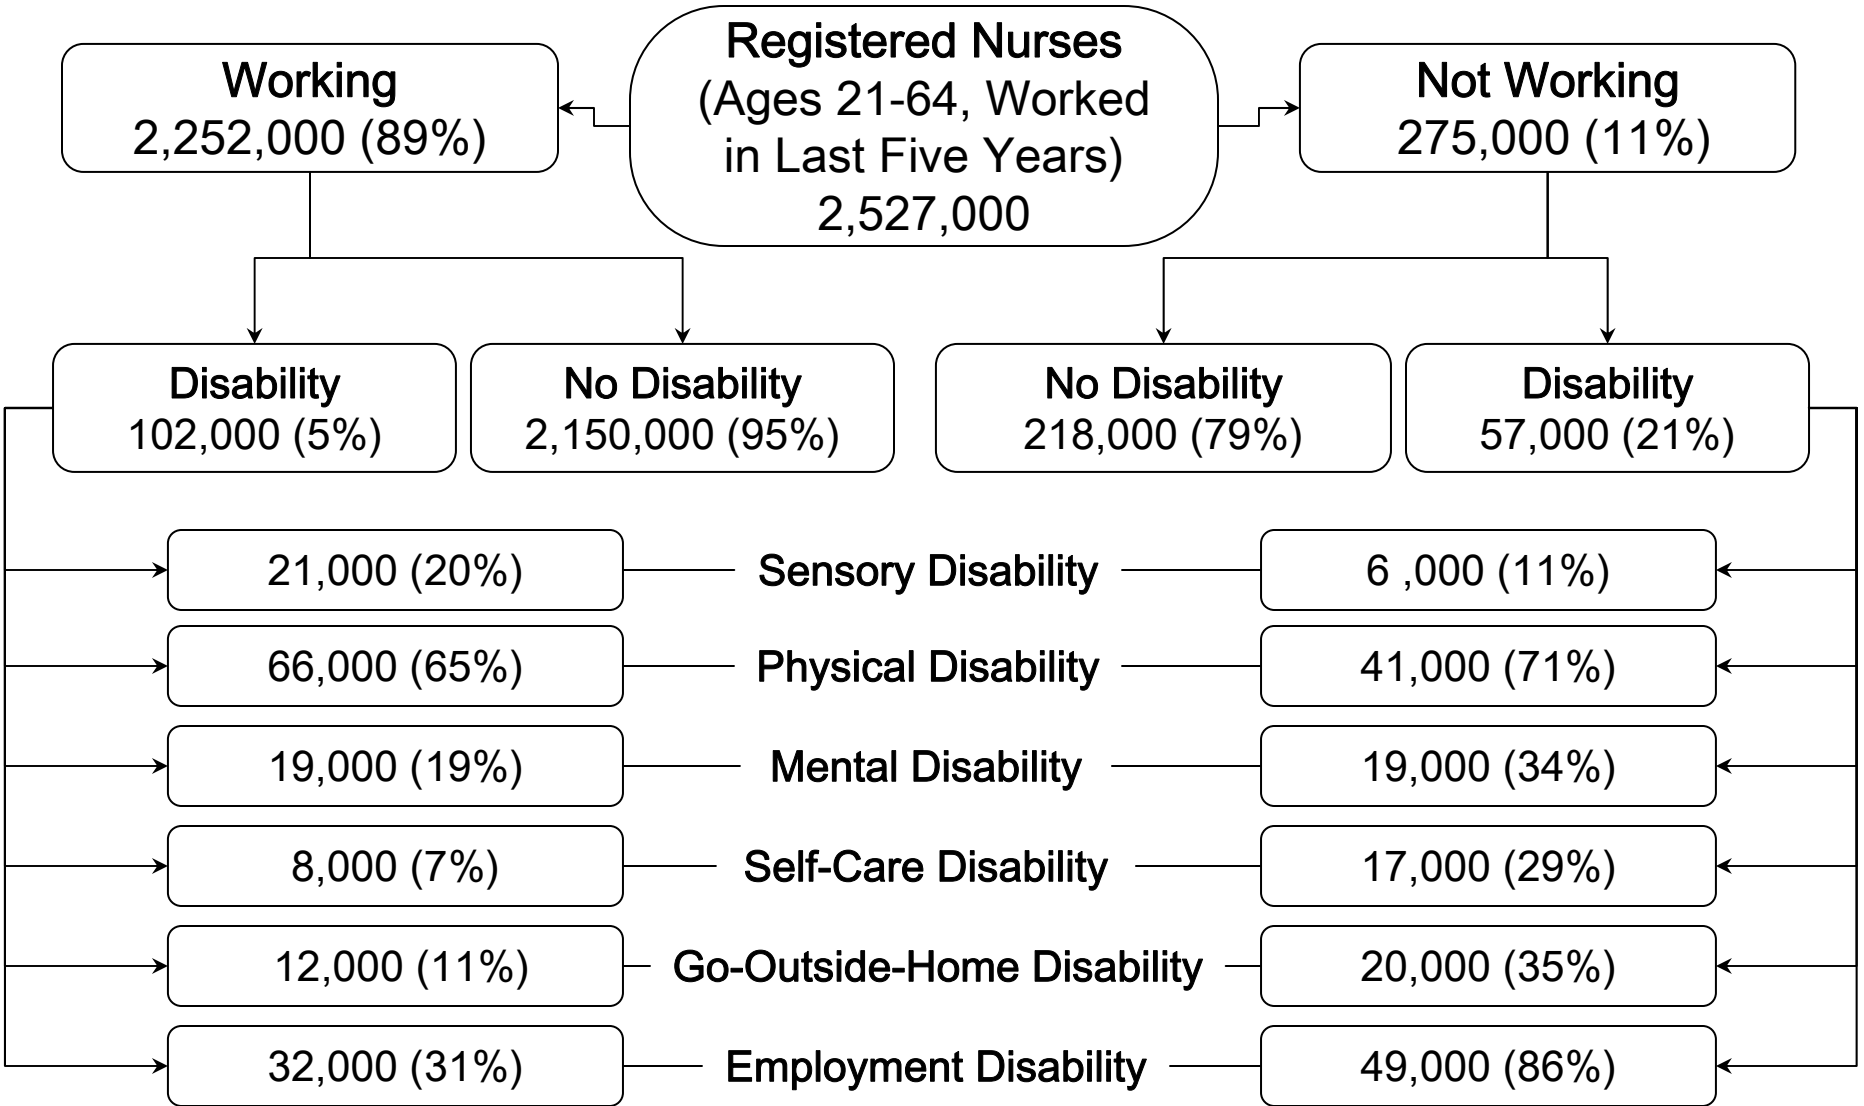 Registered Nurses
(Ages 21-64, Worked
in Last Five Years)
2,527,000
Working
2,252,000 (89%)
Not Working
275,000 (11%)
Disability
102,000 (5%)
No Disability
2,150,000 (95%)
No Disability
218,000 (79%)
Disability
57,000 (21%)
21,000 (20%) Sensory Disability 6 ,000 (11%)
66,000 (65%) Physical Disability 41,000 (71%)
19,000 (19%) Mental Disability 19,000 (34%)
8,000 (7%) Self-Care Disability 17,000 (29%)
12,000 (11%) Go-Outside-Home Disability 20,000 (35%)
32,000 (31%) Employment Disability 49,000 (86%)